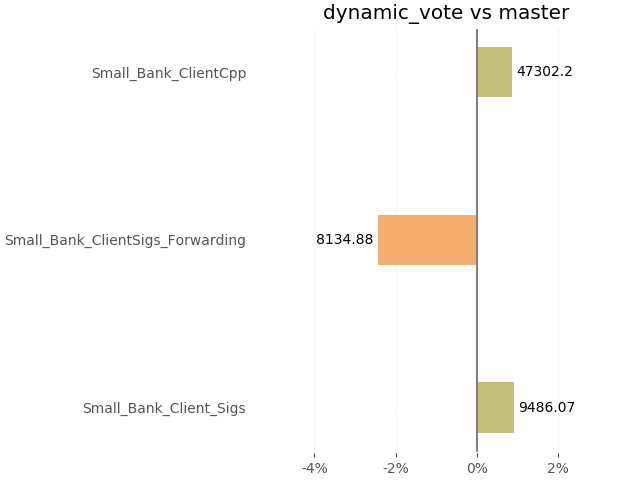 dynamic_vote vs master
Small_Bank_ClientCpp
47302.2
Small_Bank_ClientSigs_Forwarding
8134.88
Small_Bank_Client_Sigs
9486.07
-4%
-2%
0%
2%